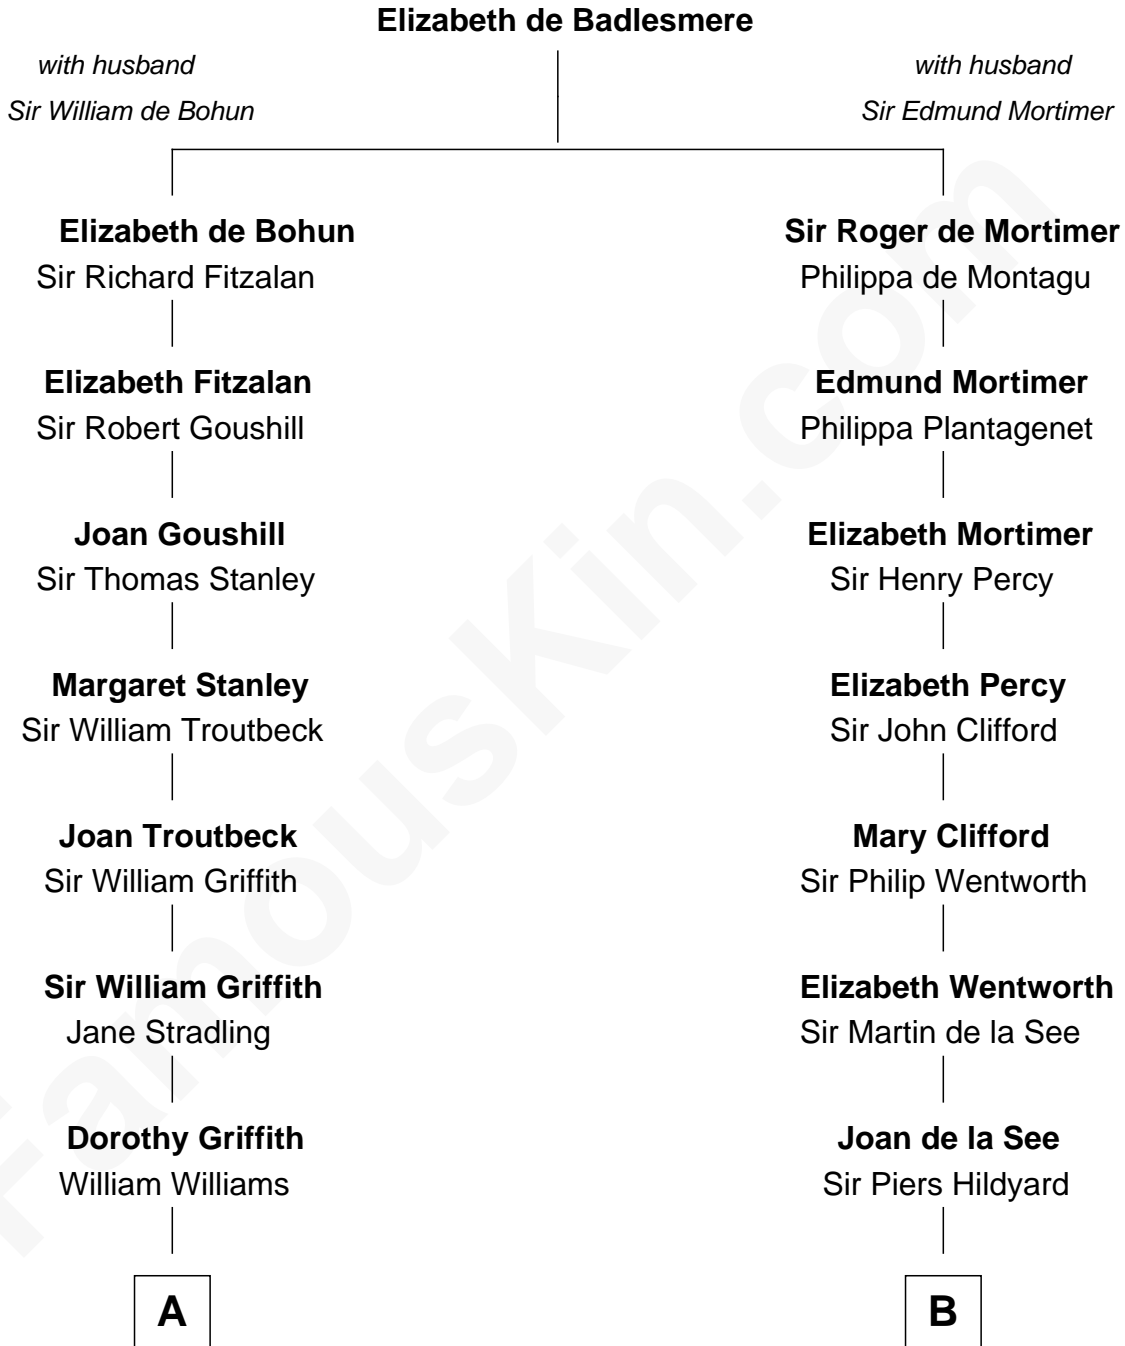 Elizabeth de Badlesmere
with husband
Sir William de Bohun
with husband
Sir Edmund Mortimer
Elizabeth de Bohun
Sir Richard Fitzalan
Sir Roger de Mortimer
Philippa de Montagu
Elizabeth Fitzalan
Sir Robert Goushill
Edmund Mortimer
Philippa Plantagenet
Joan Goushill
Sir Thomas Stanley
Elizabeth Mortimer
Sir Henry Percy
Margaret Stanley
Sir William Troutbeck
Elizabeth Percy
Sir John Clifford
Joan Troutbeck
Sir William Griffith
Mary Clifford
Sir Philip Wentworth
Sir William Griffith
Jane Stradling
Elizabeth Wentworth
Sir Martin de la See
Dorothy Griffith
William Williams
Joan de la See
Sir Piers Hildyard
A
B
FamousKin.com